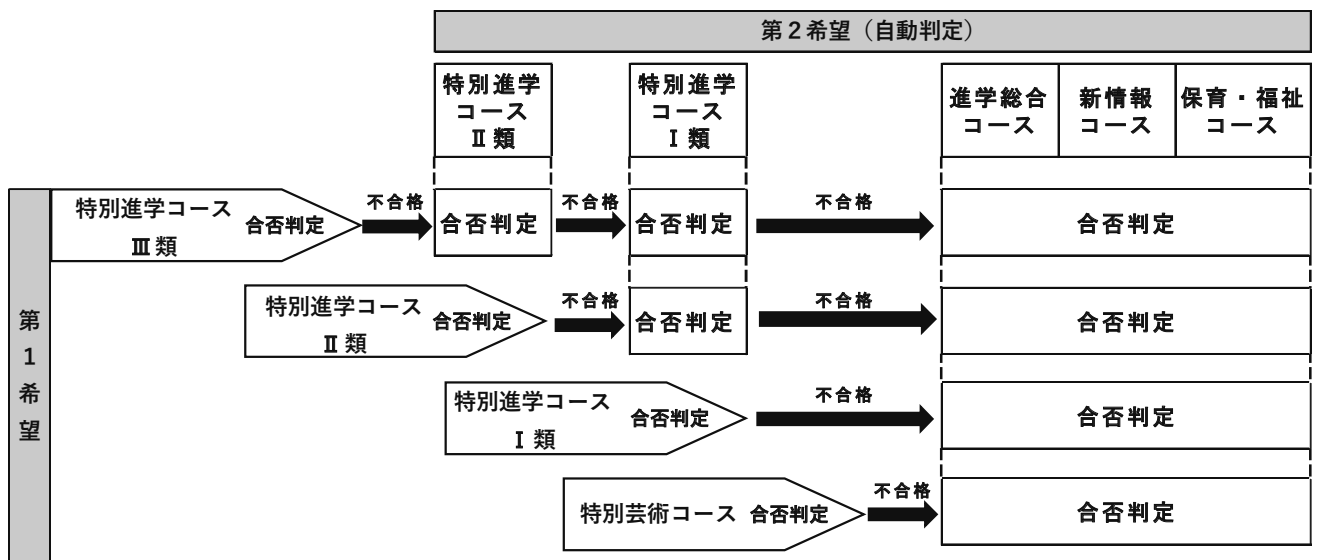 第２希望（自動判定）
特別進学
コース
Ⅱ類
特別進学
コース
Ⅰ類
進学総合
コース
新情報
コース
保育・福祉
コース
第１希望
特別進学コース
Ⅲ類
合否判定
不合格
合否判定
不合格
合否判定
不合格
合否判定
特別進学コース
Ⅱ類
合否判定
不合格
合否判定
不合格
合否判定
特別進学コース
Ⅰ類
合否判定
不合格
合否判定
特別芸術コース 合否判定
不合格
合否判定